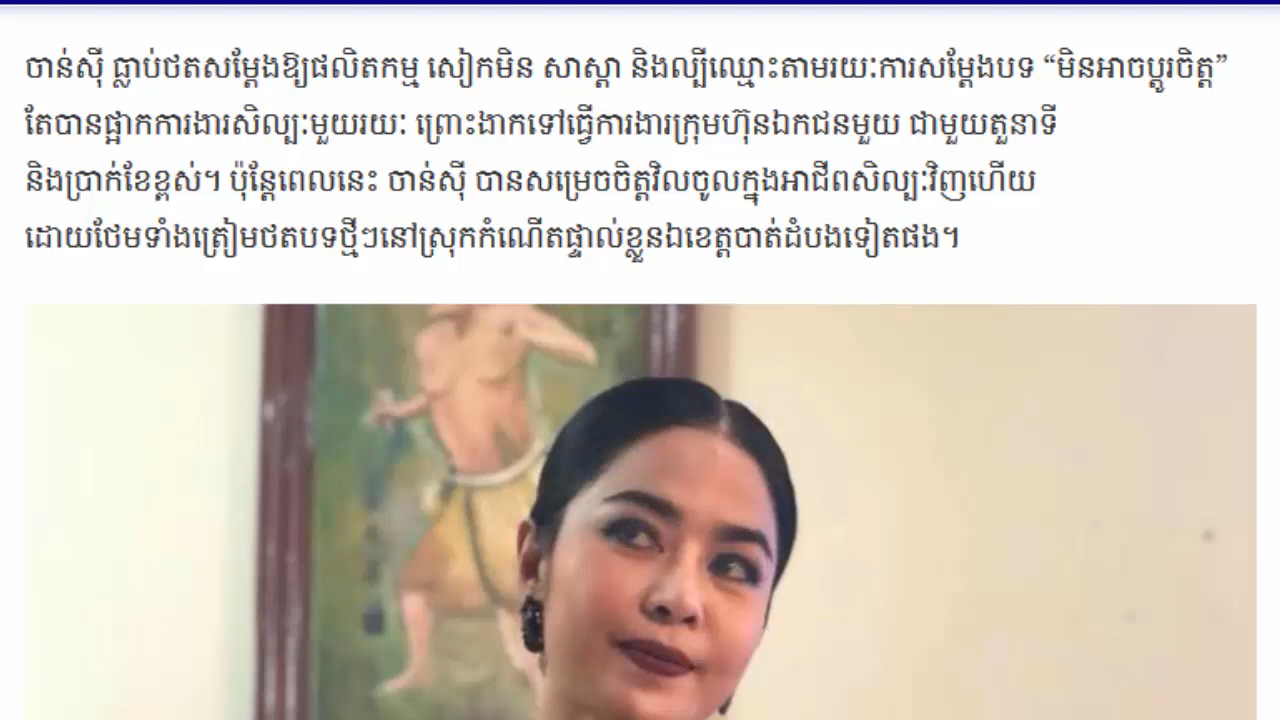 ចាន់ស៊ី ធ្លាប់ថតសម្ដែងឱ្យផលិតកម្ម សៀកមិន សាស្តា និងល្បីឈ្មោះតាមរយៈការសម្ដែងបទ “មិនអាចប្ដូរចិត្ត”
តែបានផ្អាកការងារសិល្បៈមួយរយៈ ព្រោះងាកទៅធ្វើការងារក្រុមហ៊ុនឯកជនមួយ ជាមួយតួនាទី
និងប្រាក់ខែខ្ពស់។ ប៉ុន្តែពេលនេះ ចាន់ស៊ី បានសម្រេចចិត្តវិលចូលក្នុងអាជីពសិល្បៈវិញហើយ
ដោយថែមទាំងត្រៀមថតបទថ្មីៗនៅស្រុកកំណើតផ្ទាល់ខ្លួនឯខេត្តបាត់ដំបងទៀតផង។